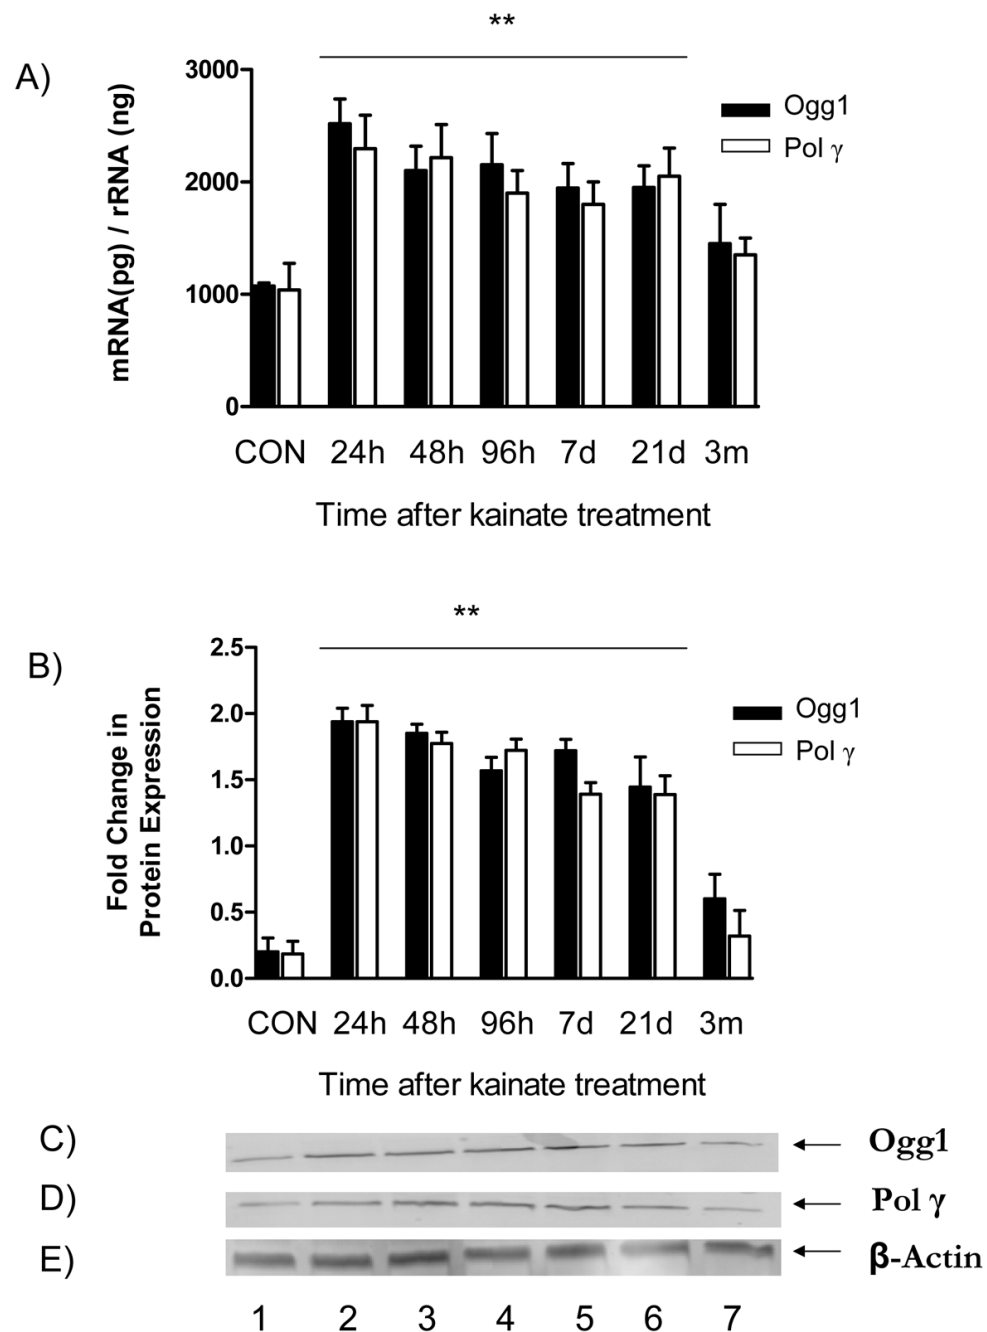 **
A)
mRNA(pg) / rRNA (ng)
3000
2000
1000
0
Ogg1
Pol γ
CON 24h 48h 96h 7d 21d 3m
Time after kainate treatment
**
B)
Fold Change in
Protein Expression
2.5
2.0
1.5
1.0
0.5
0.0
Ogg1
Pol γ
CON 24h 48h 96h 7d 21d 3m
Time after kainate treatment
C) Ogg1
D) Pol γ
E) β-Actin
1 2 3 4 5 6 7